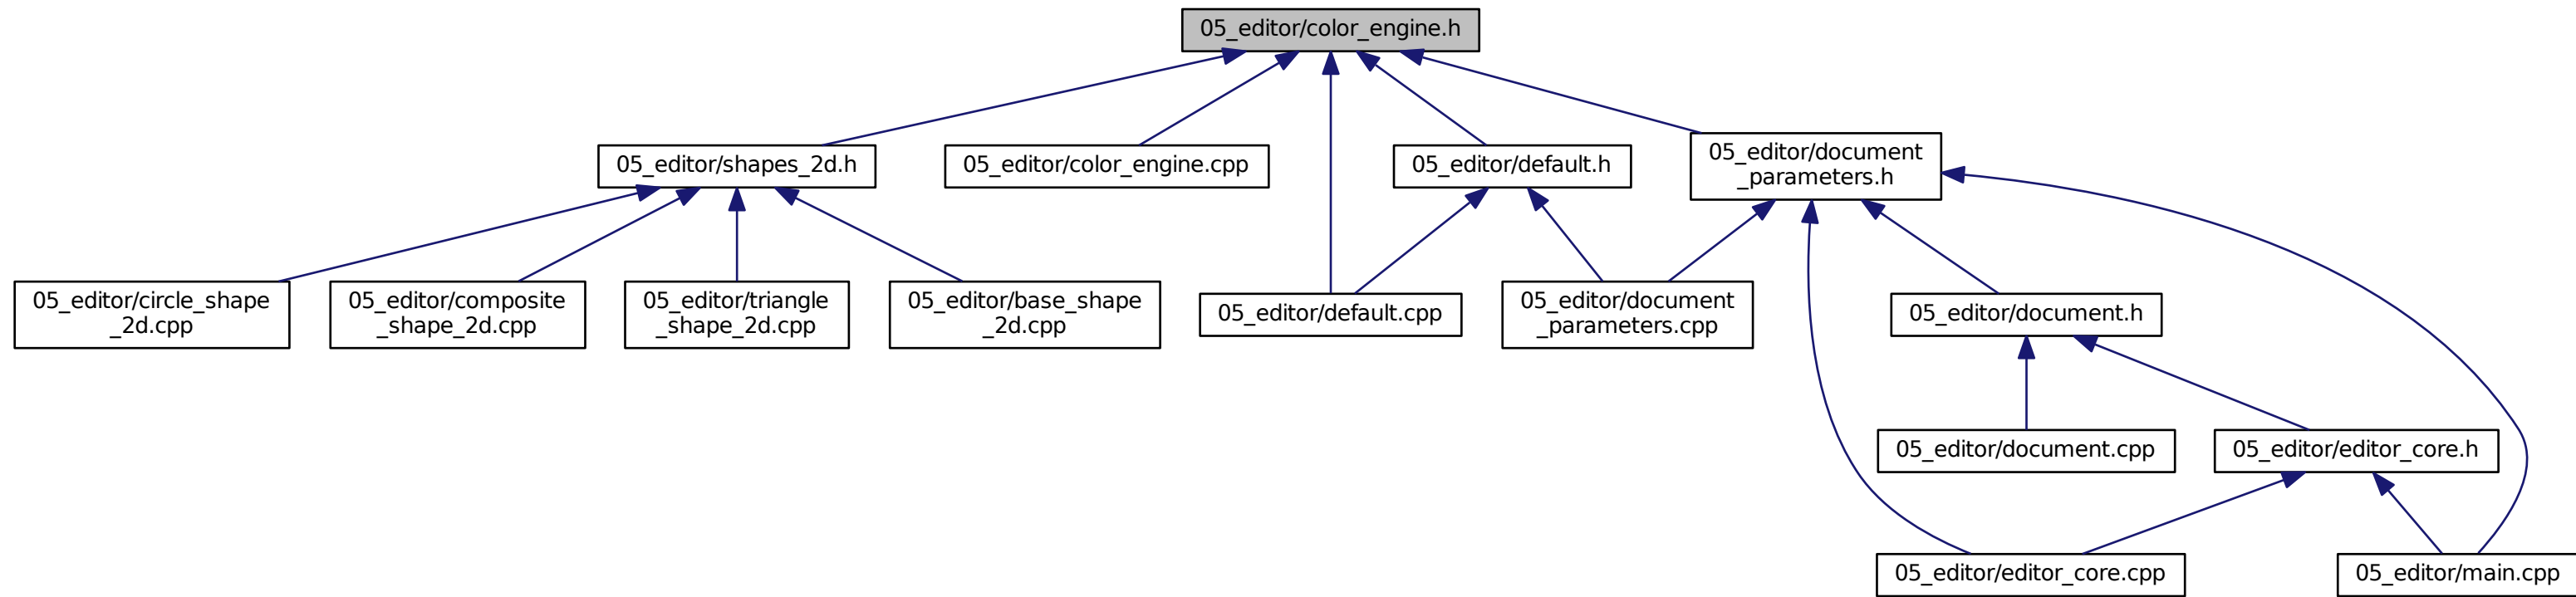 05_editor/color_engine.h
05_editor/shapes_2d.h
05_editor/color_engine.cpp
05_editor/default.h
05_editor/document
_parameters.h
05_editor/circle_shape
_2d.cpp
05_editor/composite
_shape_2d.cpp
05_editor/triangle
_shape_2d.cpp
05_editor/base_shape
_2d.cpp
05_editor/default.cpp
05_editor/document
_parameters.cpp
05_editor/document.h
05_editor/document.cpp
05_editor/editor_core.h
05_editor/editor_core.cpp
05_editor/main.cpp